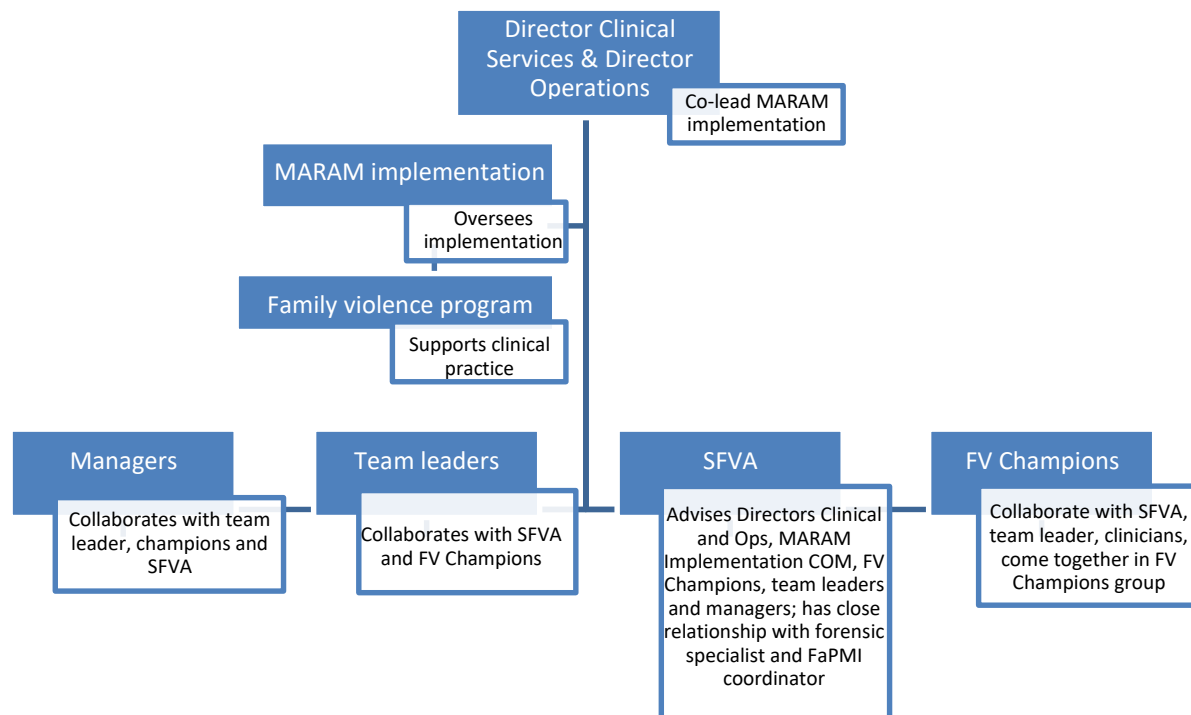 Director Clinical
Services & Director
Operations
Co-lead MARAM
implementation
MARAM implementation
Oversees
implementation
Family violence program
Supports clinical
practice
Managers
Collaborates with team
leader, champions and
SFVA
Team leaders
Collaborates with SFVA
and FV Champions
SFVA
Advises Directors Clinical
and Ops, MARAM
Implementation COM, FV
Champions, team leaders
and managers; has close
relationship with forensic
specialist and FaPMI
coordinator
FV Champions
Collaborate with SFVA,
team leader, clinicians,
come together in FV
Champions group